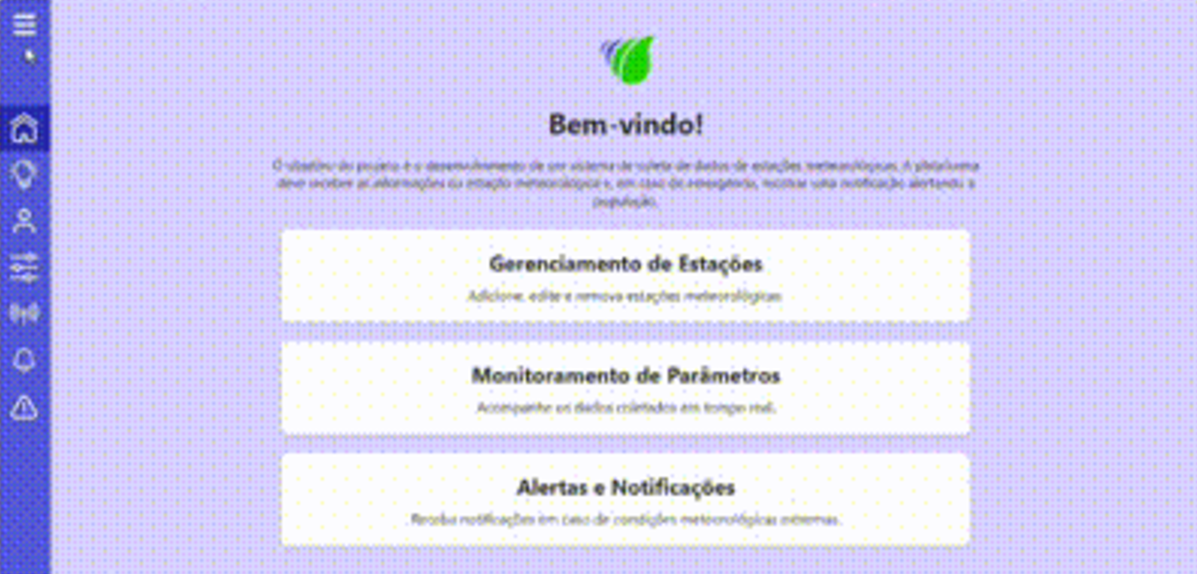 Bem-vindo!
O objetivo do projeto é o desenvolvimento de um sistema de coleta de dados de estações meteorológicas. A plataforma
deve receber as informações da estação meteorológica e, em caso de emergência, mostrar uma notificação alertando a
população.
Gerenciamento de Estações
Adicione, edite e remova estações meteorológicas
Monitoramento de Parâmetros
Acompanhe os dados coletados em tempo real.
Alertas e Notificações
Receba notificações em caso de condições meteorológicas extremas.